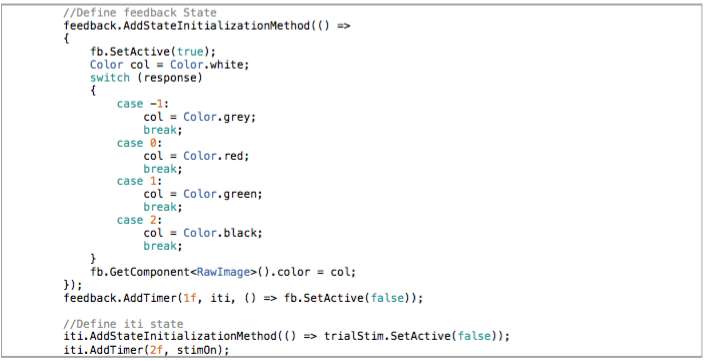 //Define feedback State
feedback.AddStateInitializationMethod(() =>
{
fb.SetActive(true);
Color col = Color.white;
switch (response)
{
case -1:
col = Color.grey;
break;
case 0:
col = Color.red;
break;
case 1:
col = Color.green;
break;
case 2:
col = Color.black;
break;
}
fb.GetComponent<RawImage>().color = col;
});
feedback.AddTimer(1f, iti, () => fb.SetActive(false));
//Define iti state
iti.AddStateInitializationMethod(() => trialStim.SetActive(false));
iti.AddTimer(2f, stimOn);